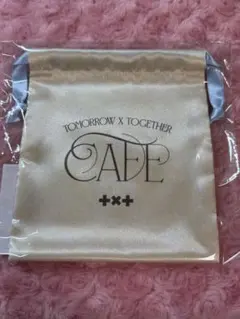 TOMORROW X TOGETHER
CAFE
+×+